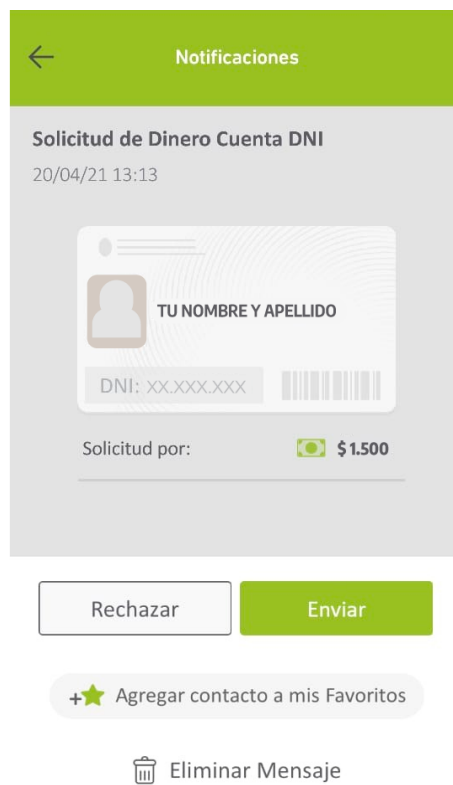 Notificaciones
Solicitud de Dinero Cuenta DNI
20/04/21 13:13
TU NOMBRE Y APELLIDO
DNI: XX.XXX.XXX
Solicitud por: $ 1.500
Rechazar Enviar
+ Agregar contacto a mis Favoritos
Eliminar Mensaje